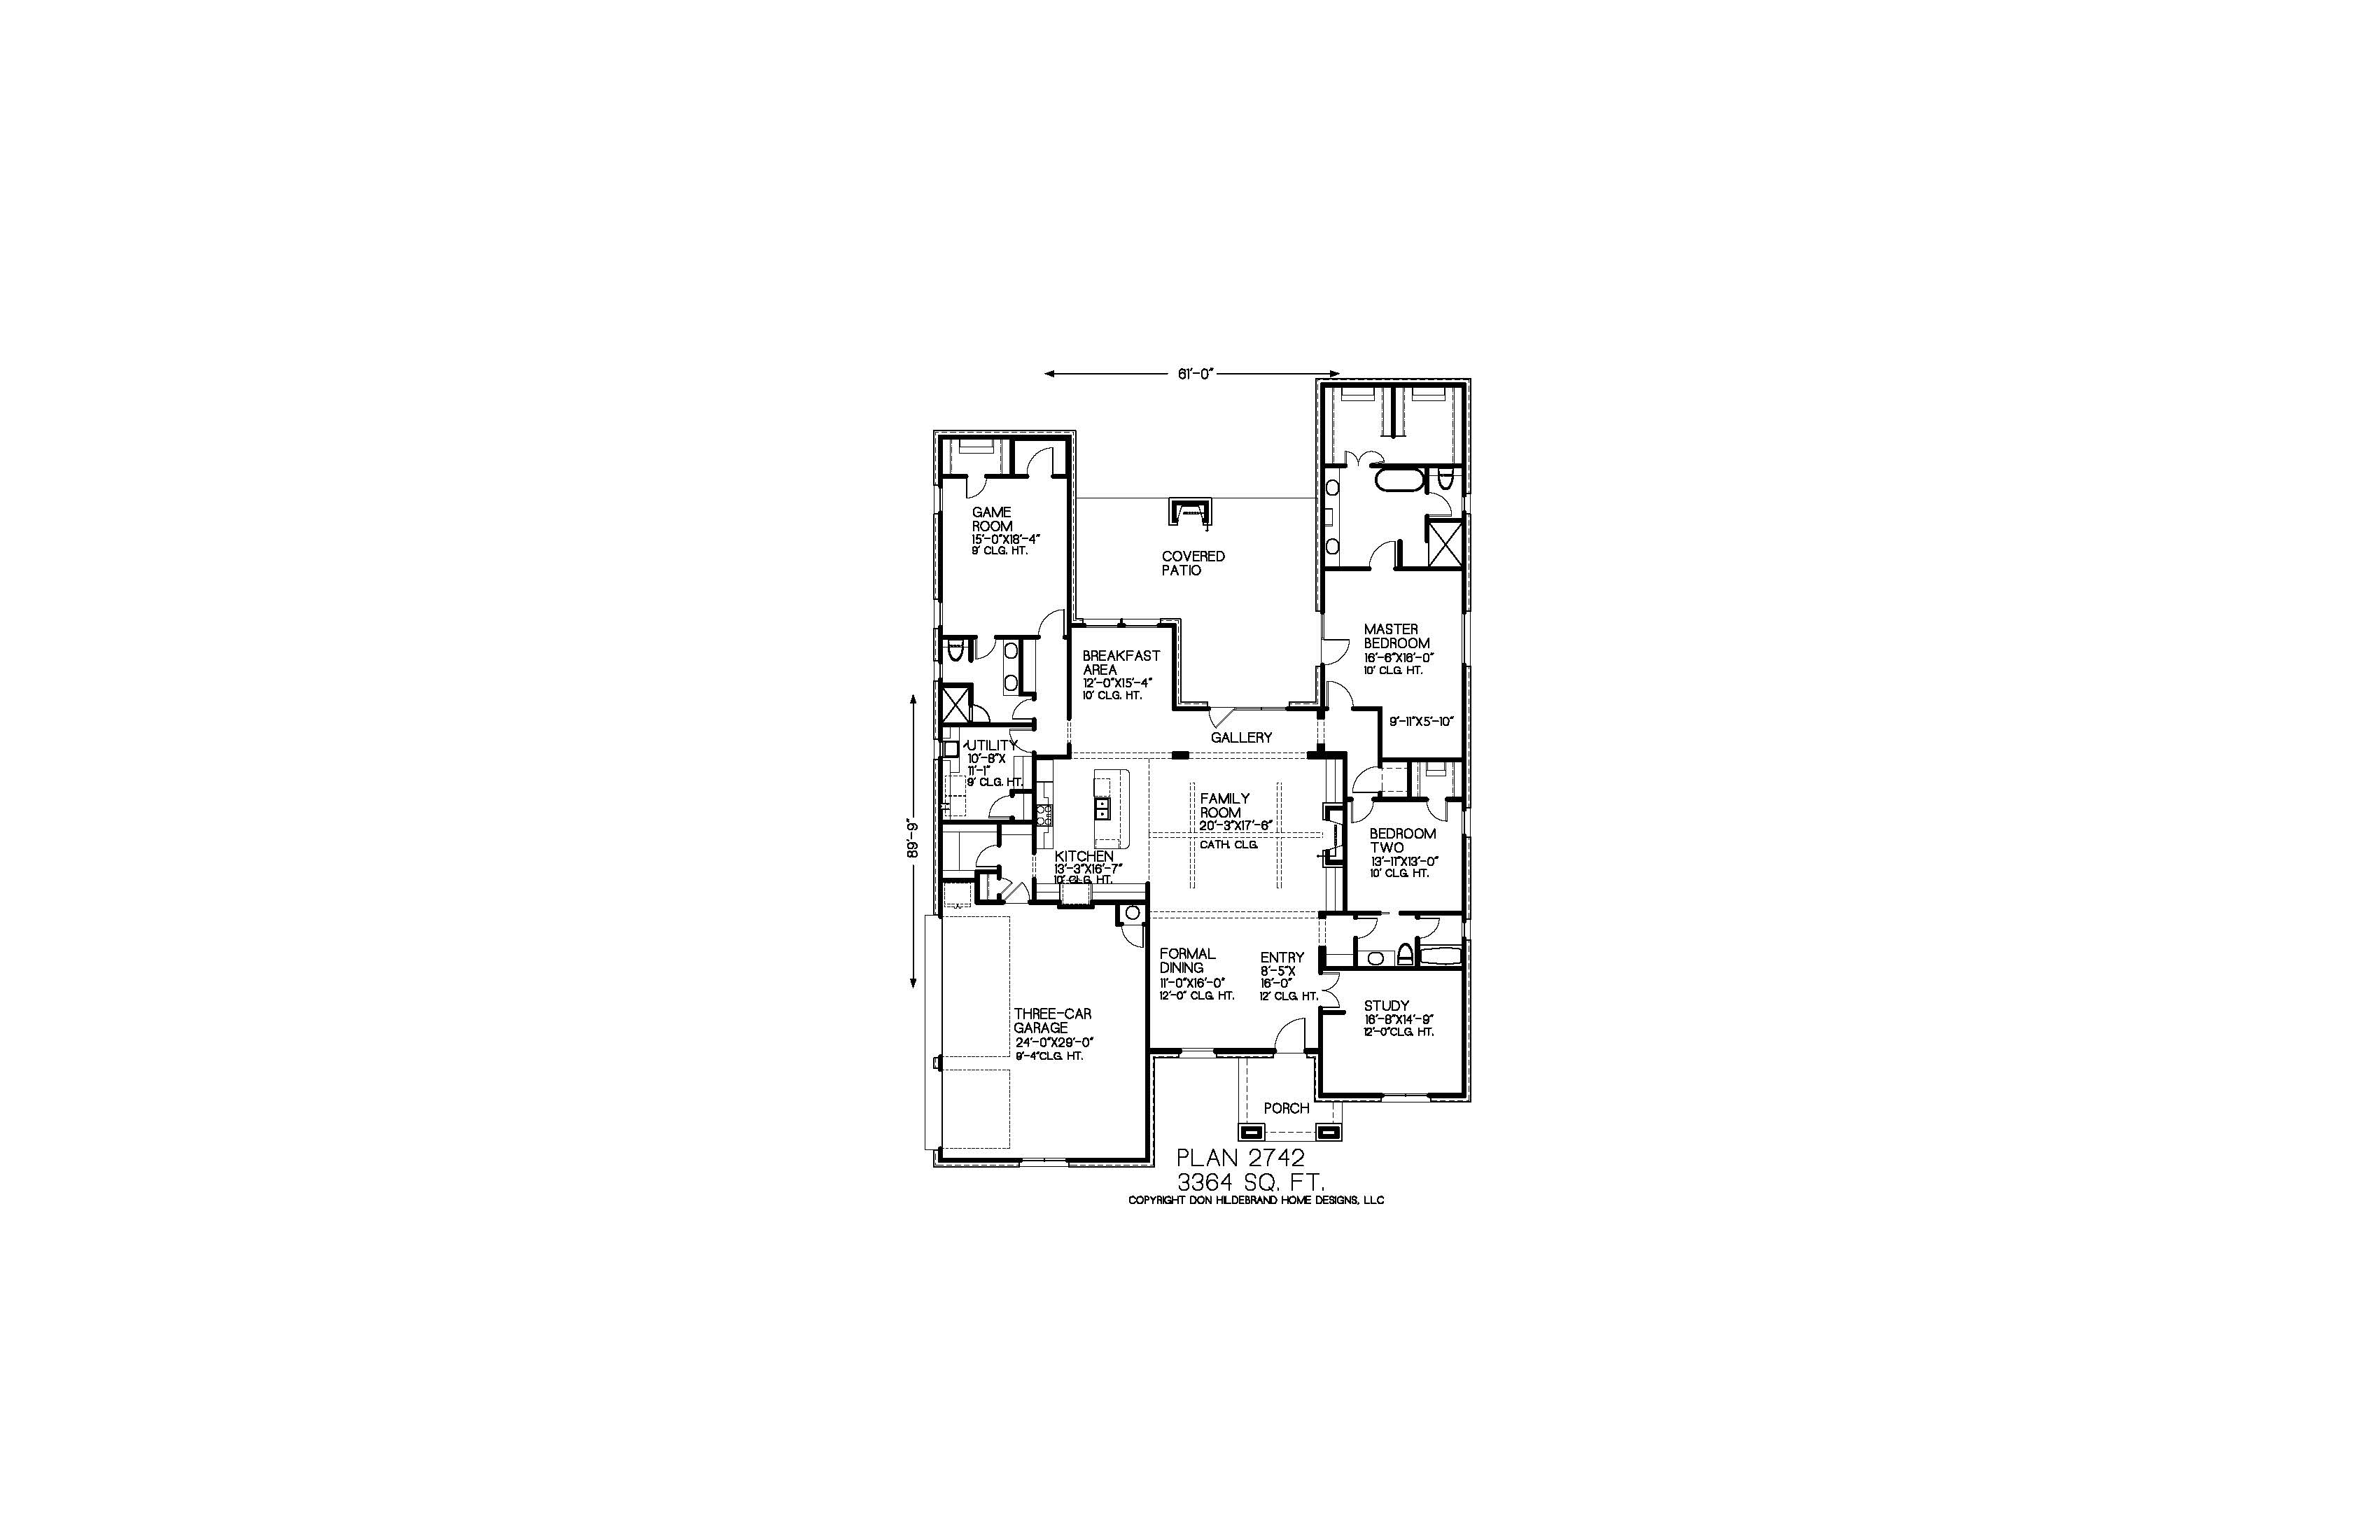 61'-0"
GAME
ROOM
15'-0"X18'-4"
9' CLG. HT.
COVERED
PATIO
MASTER
BEDROOM
16'-6"X16'-0"
10' CLG. HT.
9'-11"X5'-10"
BREAKFAST
AREA
12'-0"X15'-4"
10' CLG. HT.
GALLERY
UTILITY
10'-8"X
11'-1"
9' CLG. HT.
89'-9"
FAMILY
ROOM
20'-3"X17'-6"
CATH. CLG.
BEDROOM
TWO
13'-11"X13'-0"
10' CLG. HT.
KITCHEN
13'-3"X16'-7"
10' CLG. HT.
FORMAL
DINING
11'-0"X16'-0"
12'-0" CLG. HT.
ENTRY
8'-5"X
16'-0"
12' CLG. HT.
STUDY
16'-8"X14'-9"
12'-0"CLG. HT.
THREE-CAR
GARAGE
24'-0"X29'-0"
9'-4"CLG. HT.
PORCH
PLAN 2742
3364 SQ. FT.
COPYRIGHT DON HILDEBRAND HOME DESIGNS, LLC